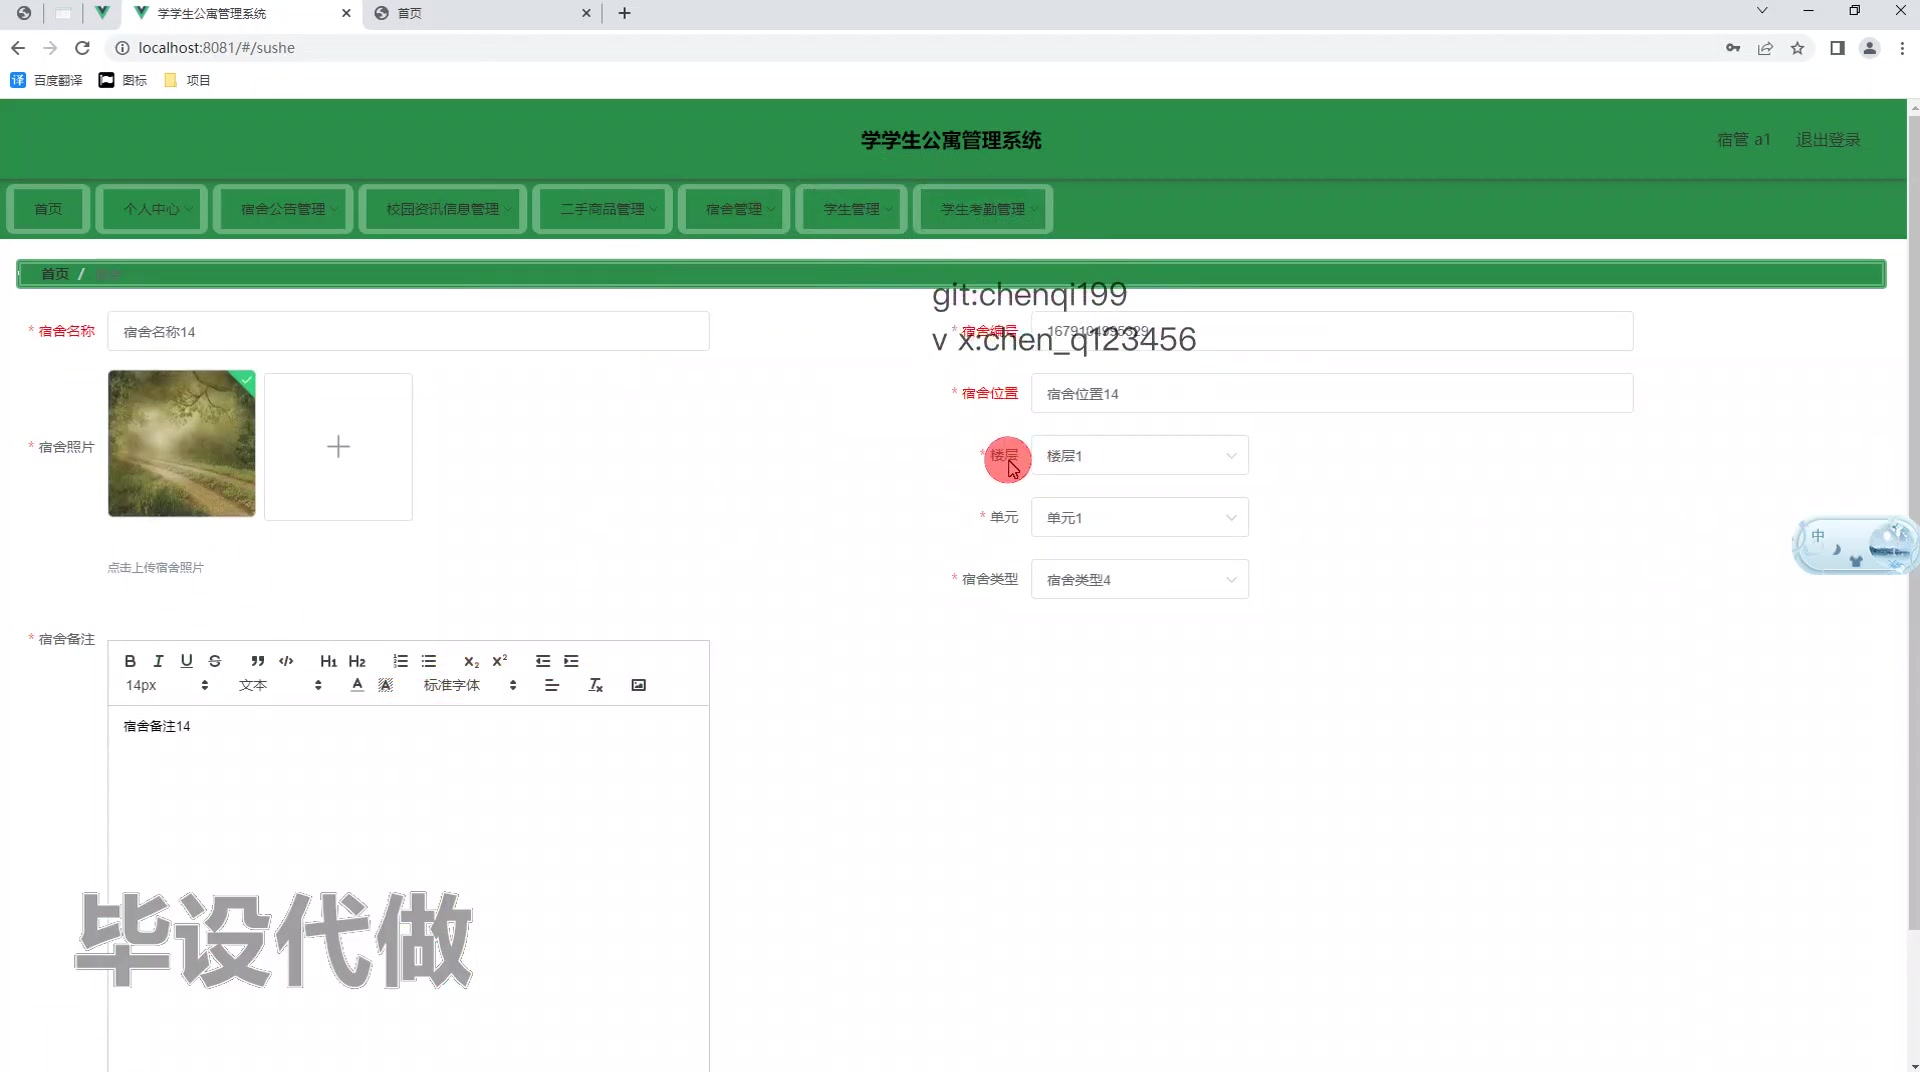 学学生公寓管理系统
首页
localhost:8081/#/sushe
百度翻译 图标 项目
学学生公寓管理系统
宿管 a1 退出登录
首页 个人中心 宿舍公告管理 校园资讯信息管理 二手商品管理 宿舍管理 学生管理 学生考勤管理
首页 /
git:chenqi199
* 宿舍名称 宿舍名称14
* 宿舍编号
v x:chen_q123456
* 宿舍位置 宿舍位置14
* 宿舍照片
* 楼层 楼层1
* 单元 单元1
点击上传宿舍照片
* 宿舍类型 宿舍类型4
* 宿舍备注
B I U S H1 H2 x2 x2
14px 文本 A A 标准字体 Tx
宿舍备注14
中
毕设代做